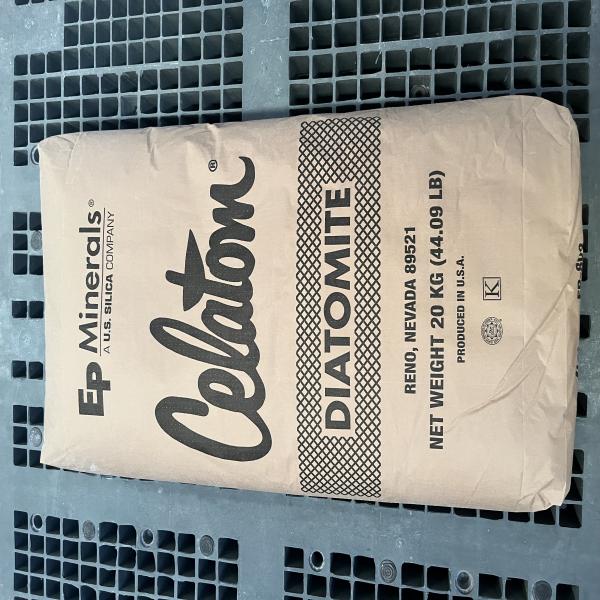 EP Minerals®
A U.S. SILICA COMPANY
Celatom®
DIATOMITE
RENO, NEVADA 89521
NET WEIGHT 20 KG (44.09 LB)
PRODUCED IN U.S.A.
K